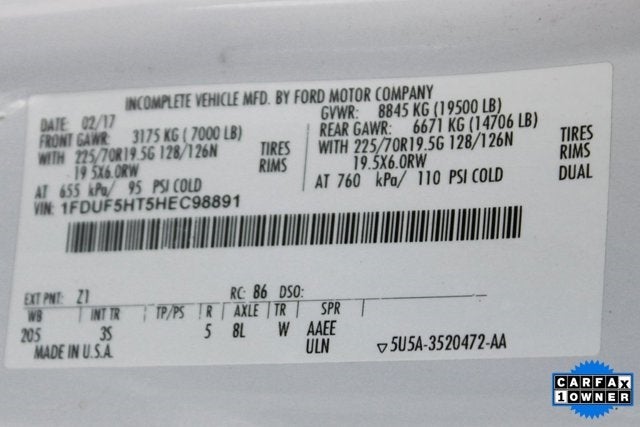 INCOMPLETE VEHICLE MFD. BY FORD MOTOR COMPANY
DATE: 02/17 GVWR: 8845 KG (19500 LB)
FRONT GAWR: 3175 KG (7000 LB) REAR GAWR: 6671 KG (14706 LB)
WITH 225/70R19.5G 128/126N TIRES WITH 225/70R19.5G 128/126N TIRES
19.5X6.0RW RIMS 19.5X6.0RW RIMS
AT 655 kPa/ 95 PSI COLD AT 760 kPa/ 110 PSI COLD DUAL
VIN: 1FDUF5HT5HEC98891
EXT PNT: Z1 RC: 86 DSO:
WB INT TR TP/PS R AXLE TR SPR
205 3S 5 8L W AAEE
MADE IN U.S.A. ULN ▽5U5A-3520472-AA
CARFAX
1 OWNER